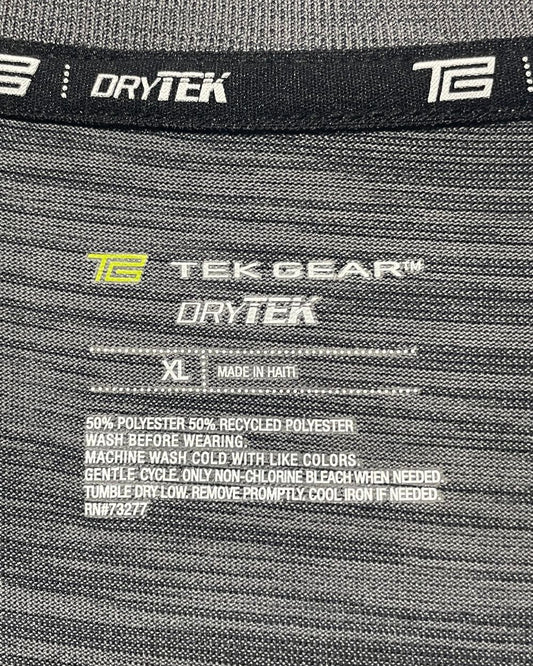 TG DRYTEK TG
TG TEK GEAR™
DRYTEK
XL MADE IN HAITI
50% POLYESTER 50% RECYCLED POLYESTER
WASH BEFORE WEARING.
MACHINE WASH COLD WITH LIKE COLORS.
GENTLE CYCLE. ONLY NON-CHLORINE BLEACH WHEN NEEDED.
TUMBLE DRY LOW. REMOVE PROMPTLY. COOL IRON IF NEEDED.
RN#73277